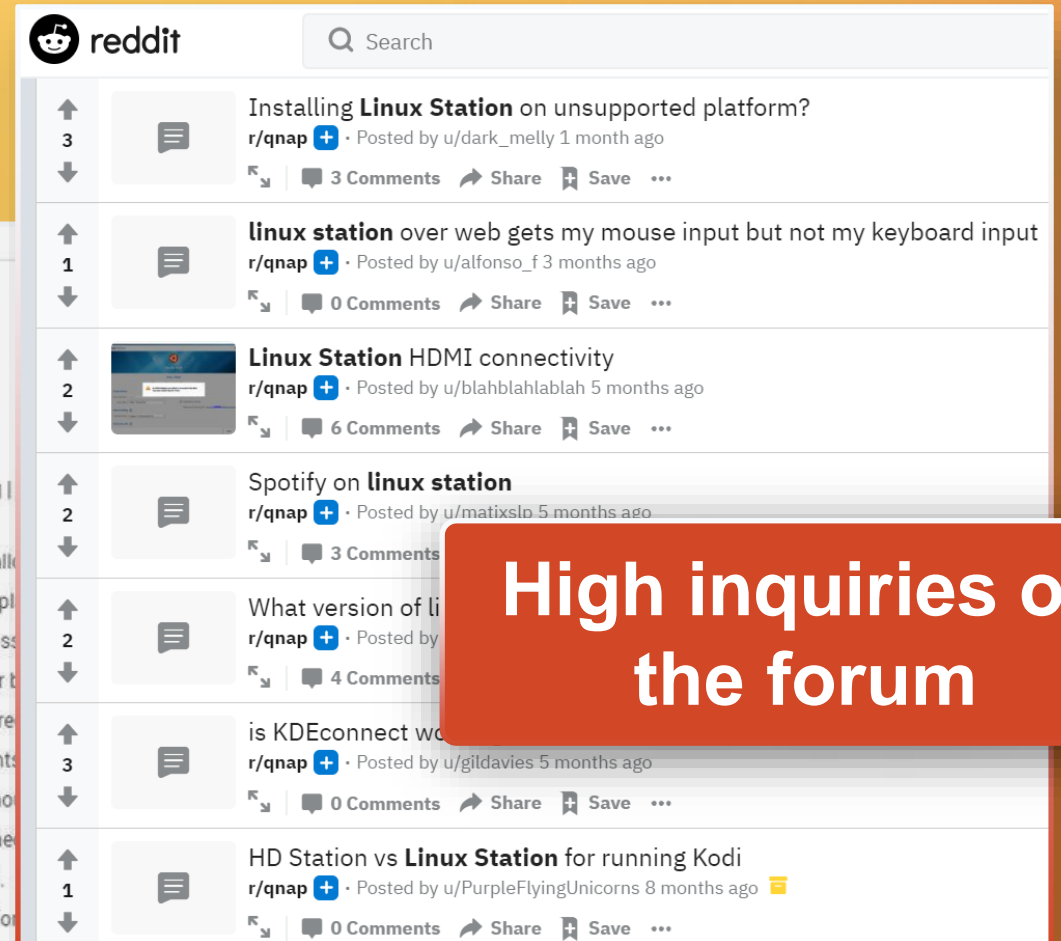 reddit
Search
Installing Linux Station on unsupported platform?
3
r/qnap · Posted by u/dark_melly 1 month ago
3 Comments Share Save
linux station over web gets my mouse input but not my keyboard input
1
r/qnap · Posted by u/alfonso_f 3 months ago
0 Comments Share Save
Linux Station HDMI connectivity
2
r/qnap · Posted by u/blahblahlablah 5 months ago
6 Comments Share Save
Spotify on linux station
2
r/qnap · Posted by u/matixslp 5 months ago
3 Comments
High inquiries o
the forum
What version of li
2
r/qnap · Posted by
4 Comments
is KDEconnect wo
3
r/qnap · Posted by u/gildavies 5 months ago
0 Comments Share Save
HD Station vs Linux Station for running Kodi
1
r/qnap · Posted by u/PurpleFlyingUnicorns 8 months ago
0 Comments Share Save